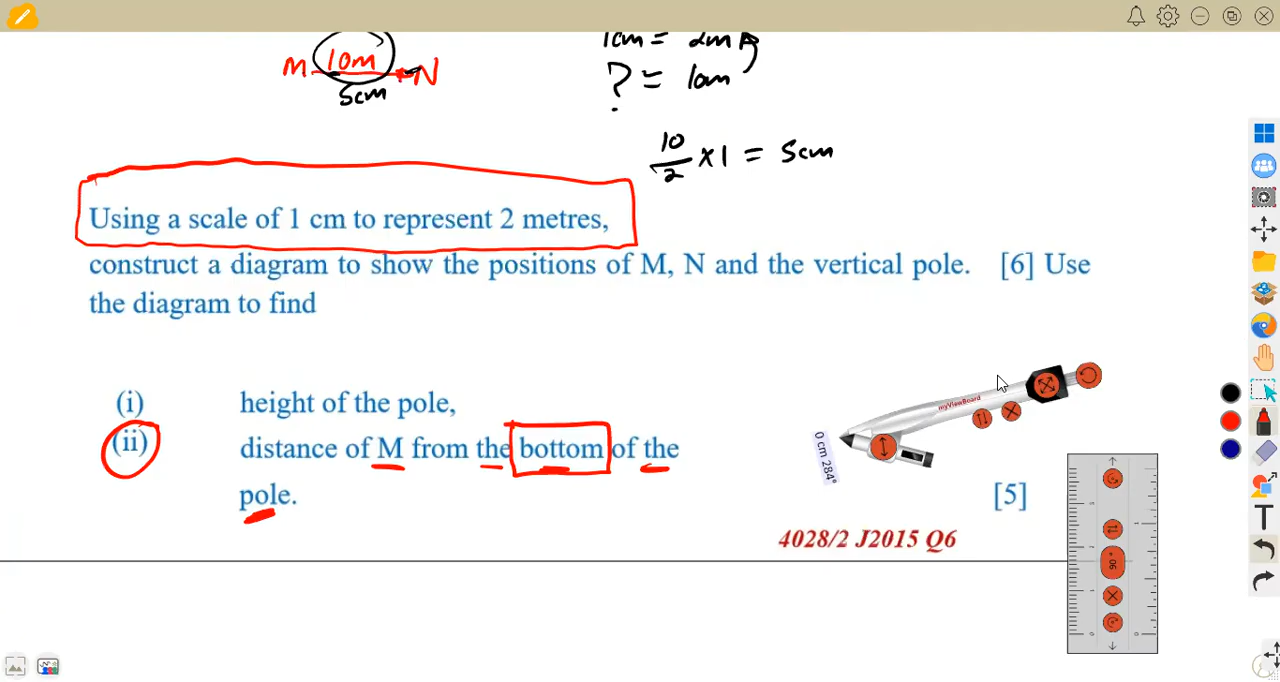 1cm = 2m
M 10m N
? = 10m
5cm
10/2 × 1 = 5cm
Using a scale of 1 cm to represent 2 metres,
construct a diagram to show the positions of M, N and the vertical pole. [6] Use
the diagram to find
(i) height of the pole,
(ii) distance of M from the bottom of the
pole. [5]
myViewBoard
0 cm 284°
4028/2 J2015 Q6
90 °
T